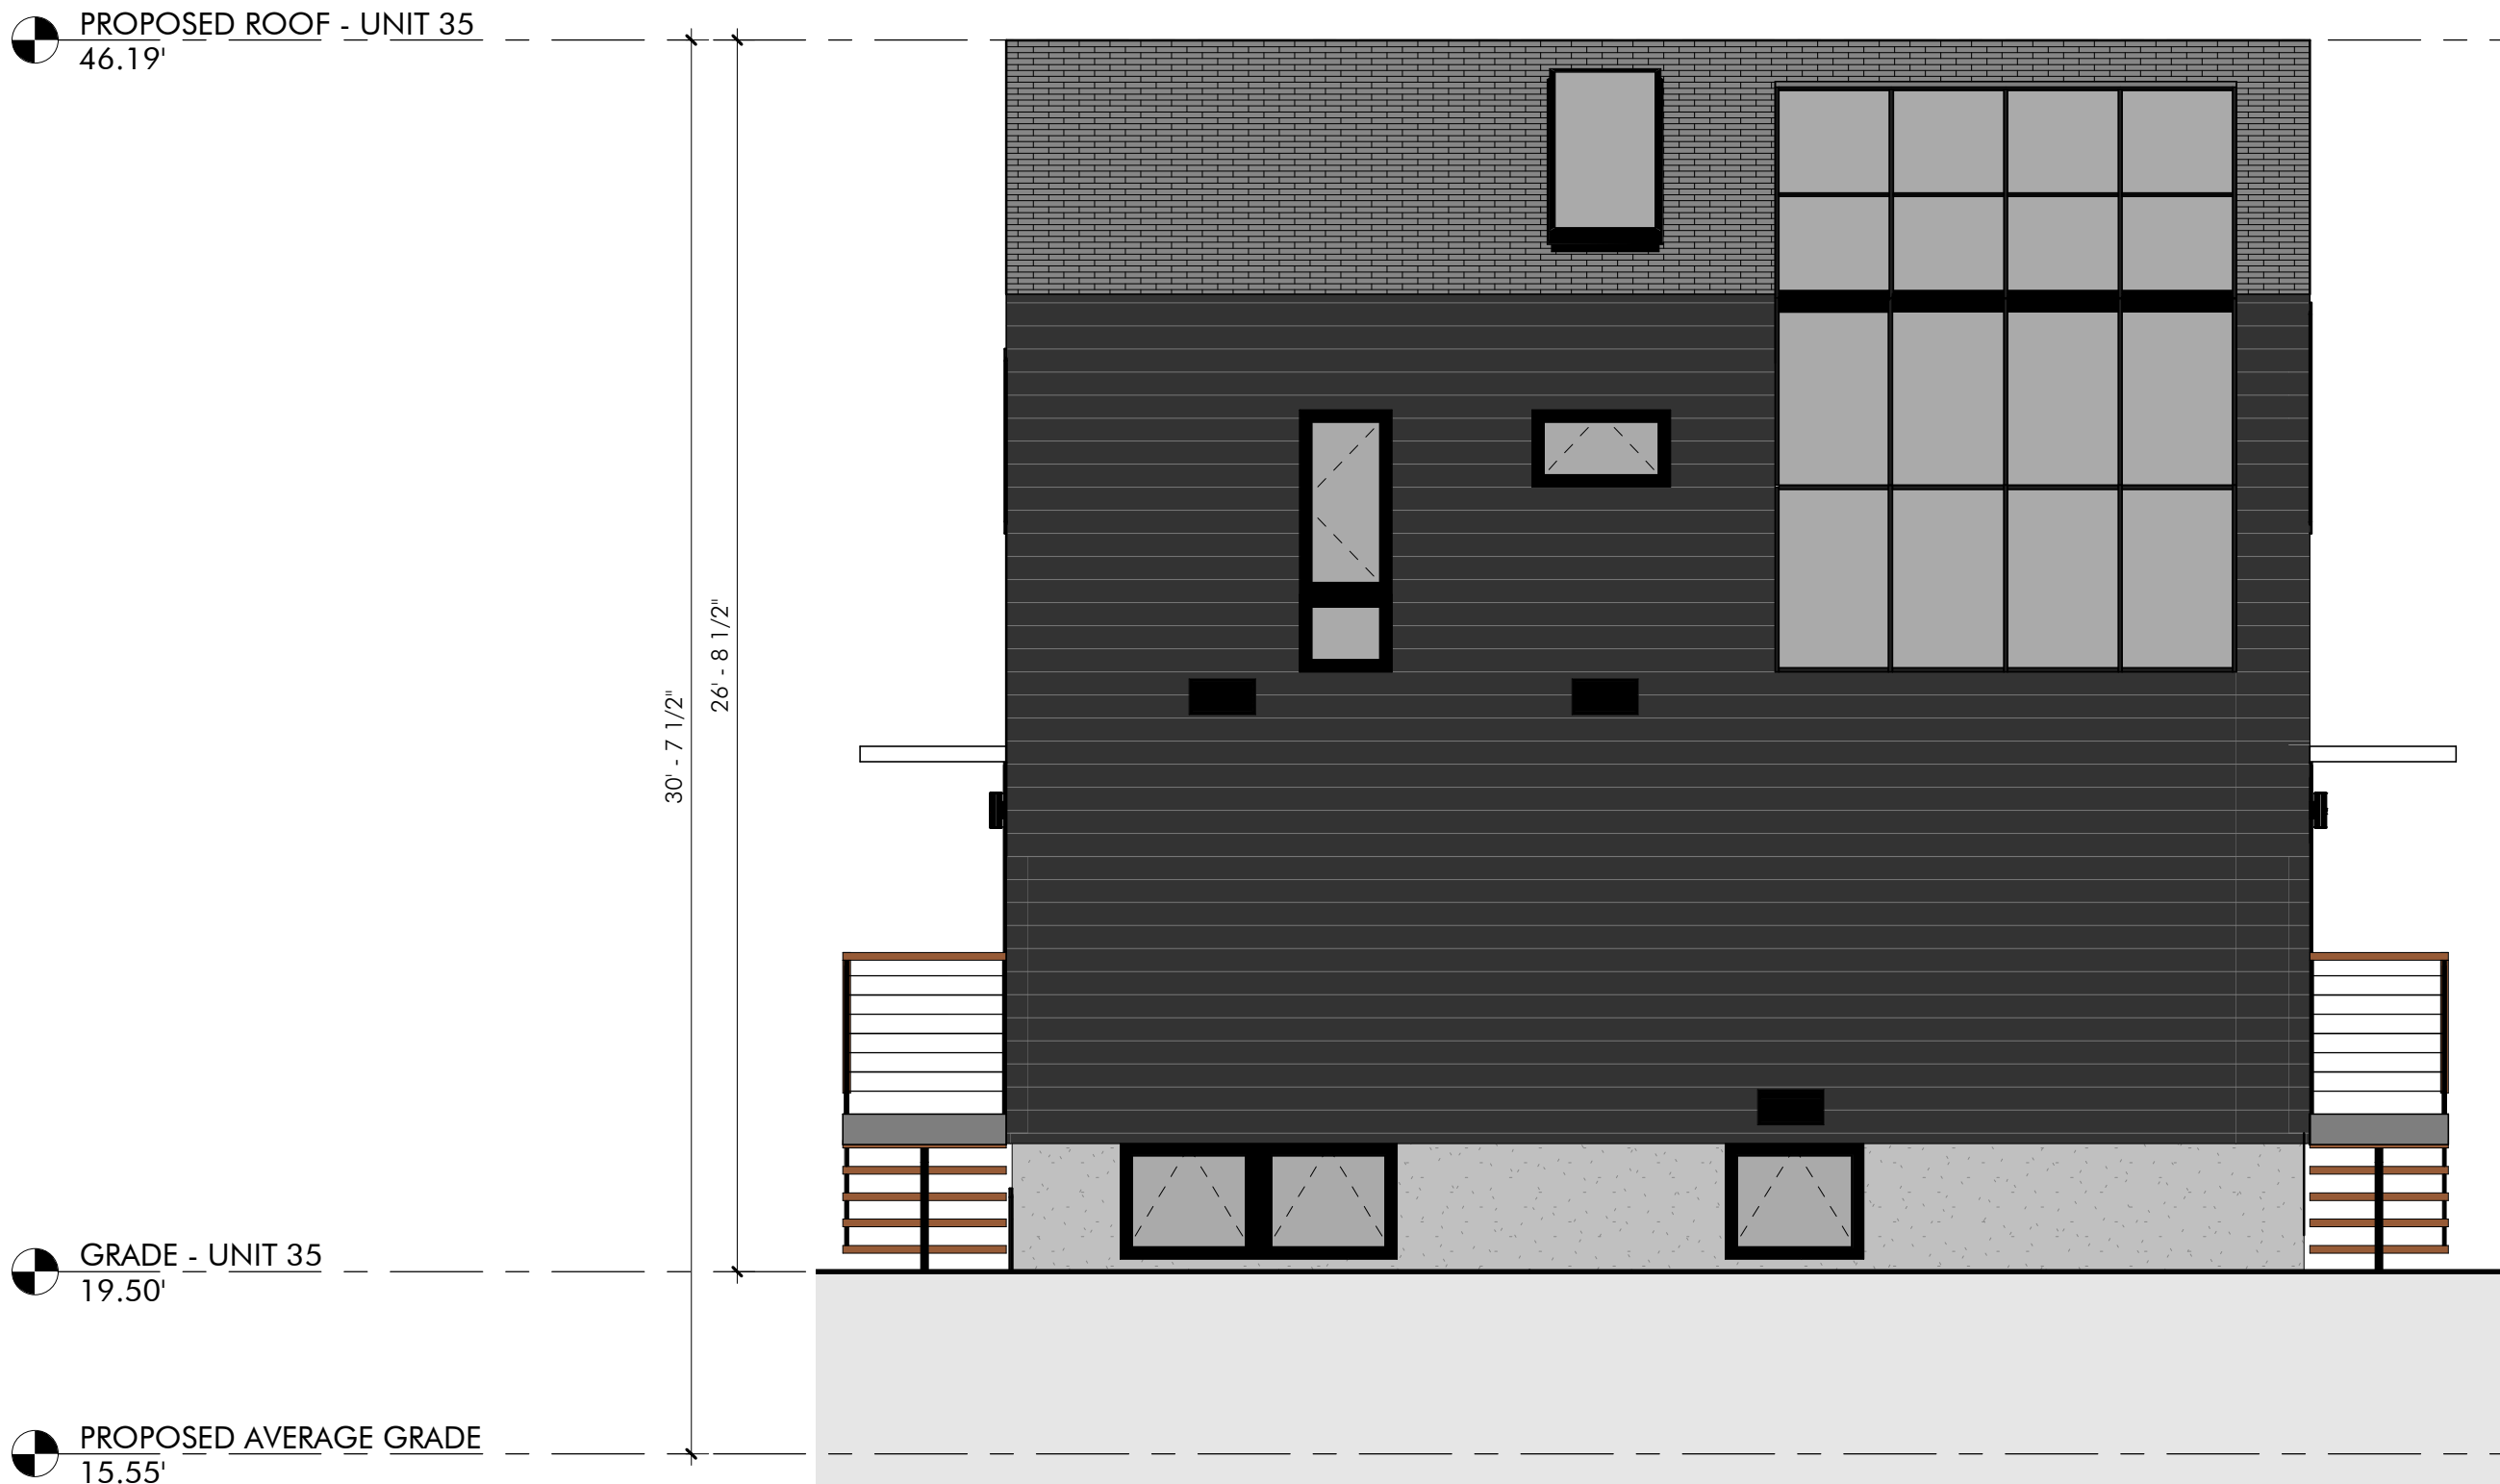 PROPOSED ROOF - UNIT 35
46.19'
26' - 8 1/2"
30' - 7 1/2"
GRADE - UNIT 35
19.50'
PROPOSED AVERAGE GRADE
15.55'